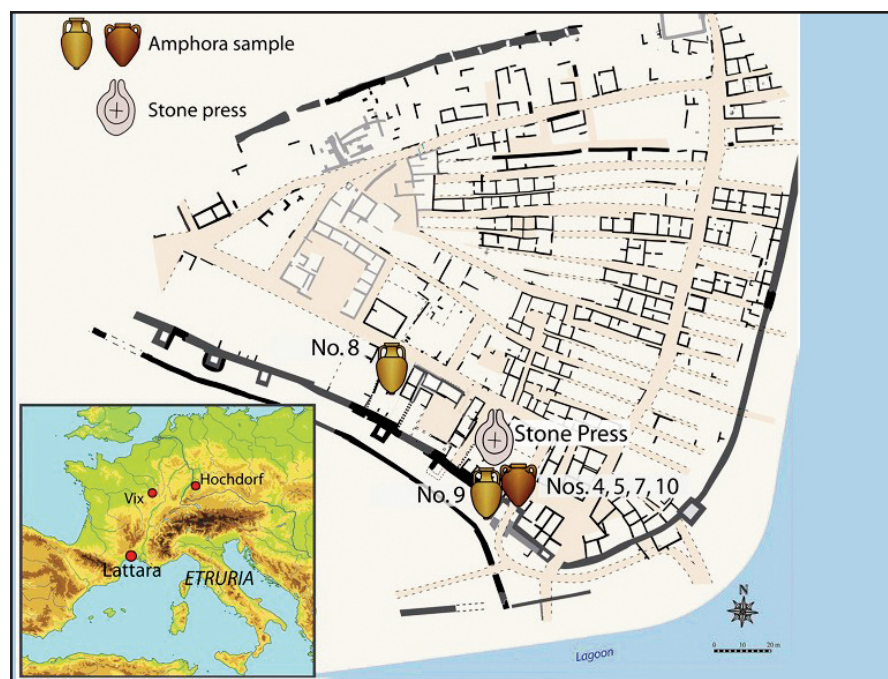 Amphora sample
Stone press
No. 8
Stone Press
No. 9
Nos. 4, 5, 7, 10
Hochdorf
Vix
Lattara
ETRURIA
N
0 10 20 m
Lagoon